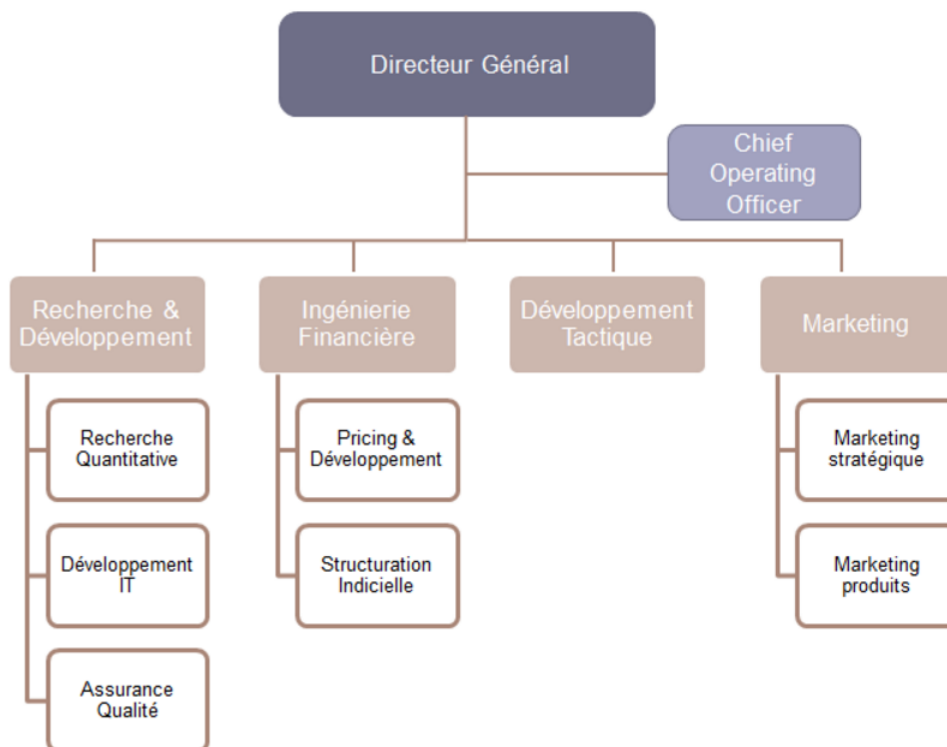 Directeur Général
Chief
Operating
Officer
Recherche &
Développement
Ingénierie
Financière
Développement
Tactique
Marketing
Recherche
Quantitative
Développement
IT
Assurance
Qualité
Pricing &
Développement
Structuration
Indicielle
Marketing
stratégique
Marketing
produits